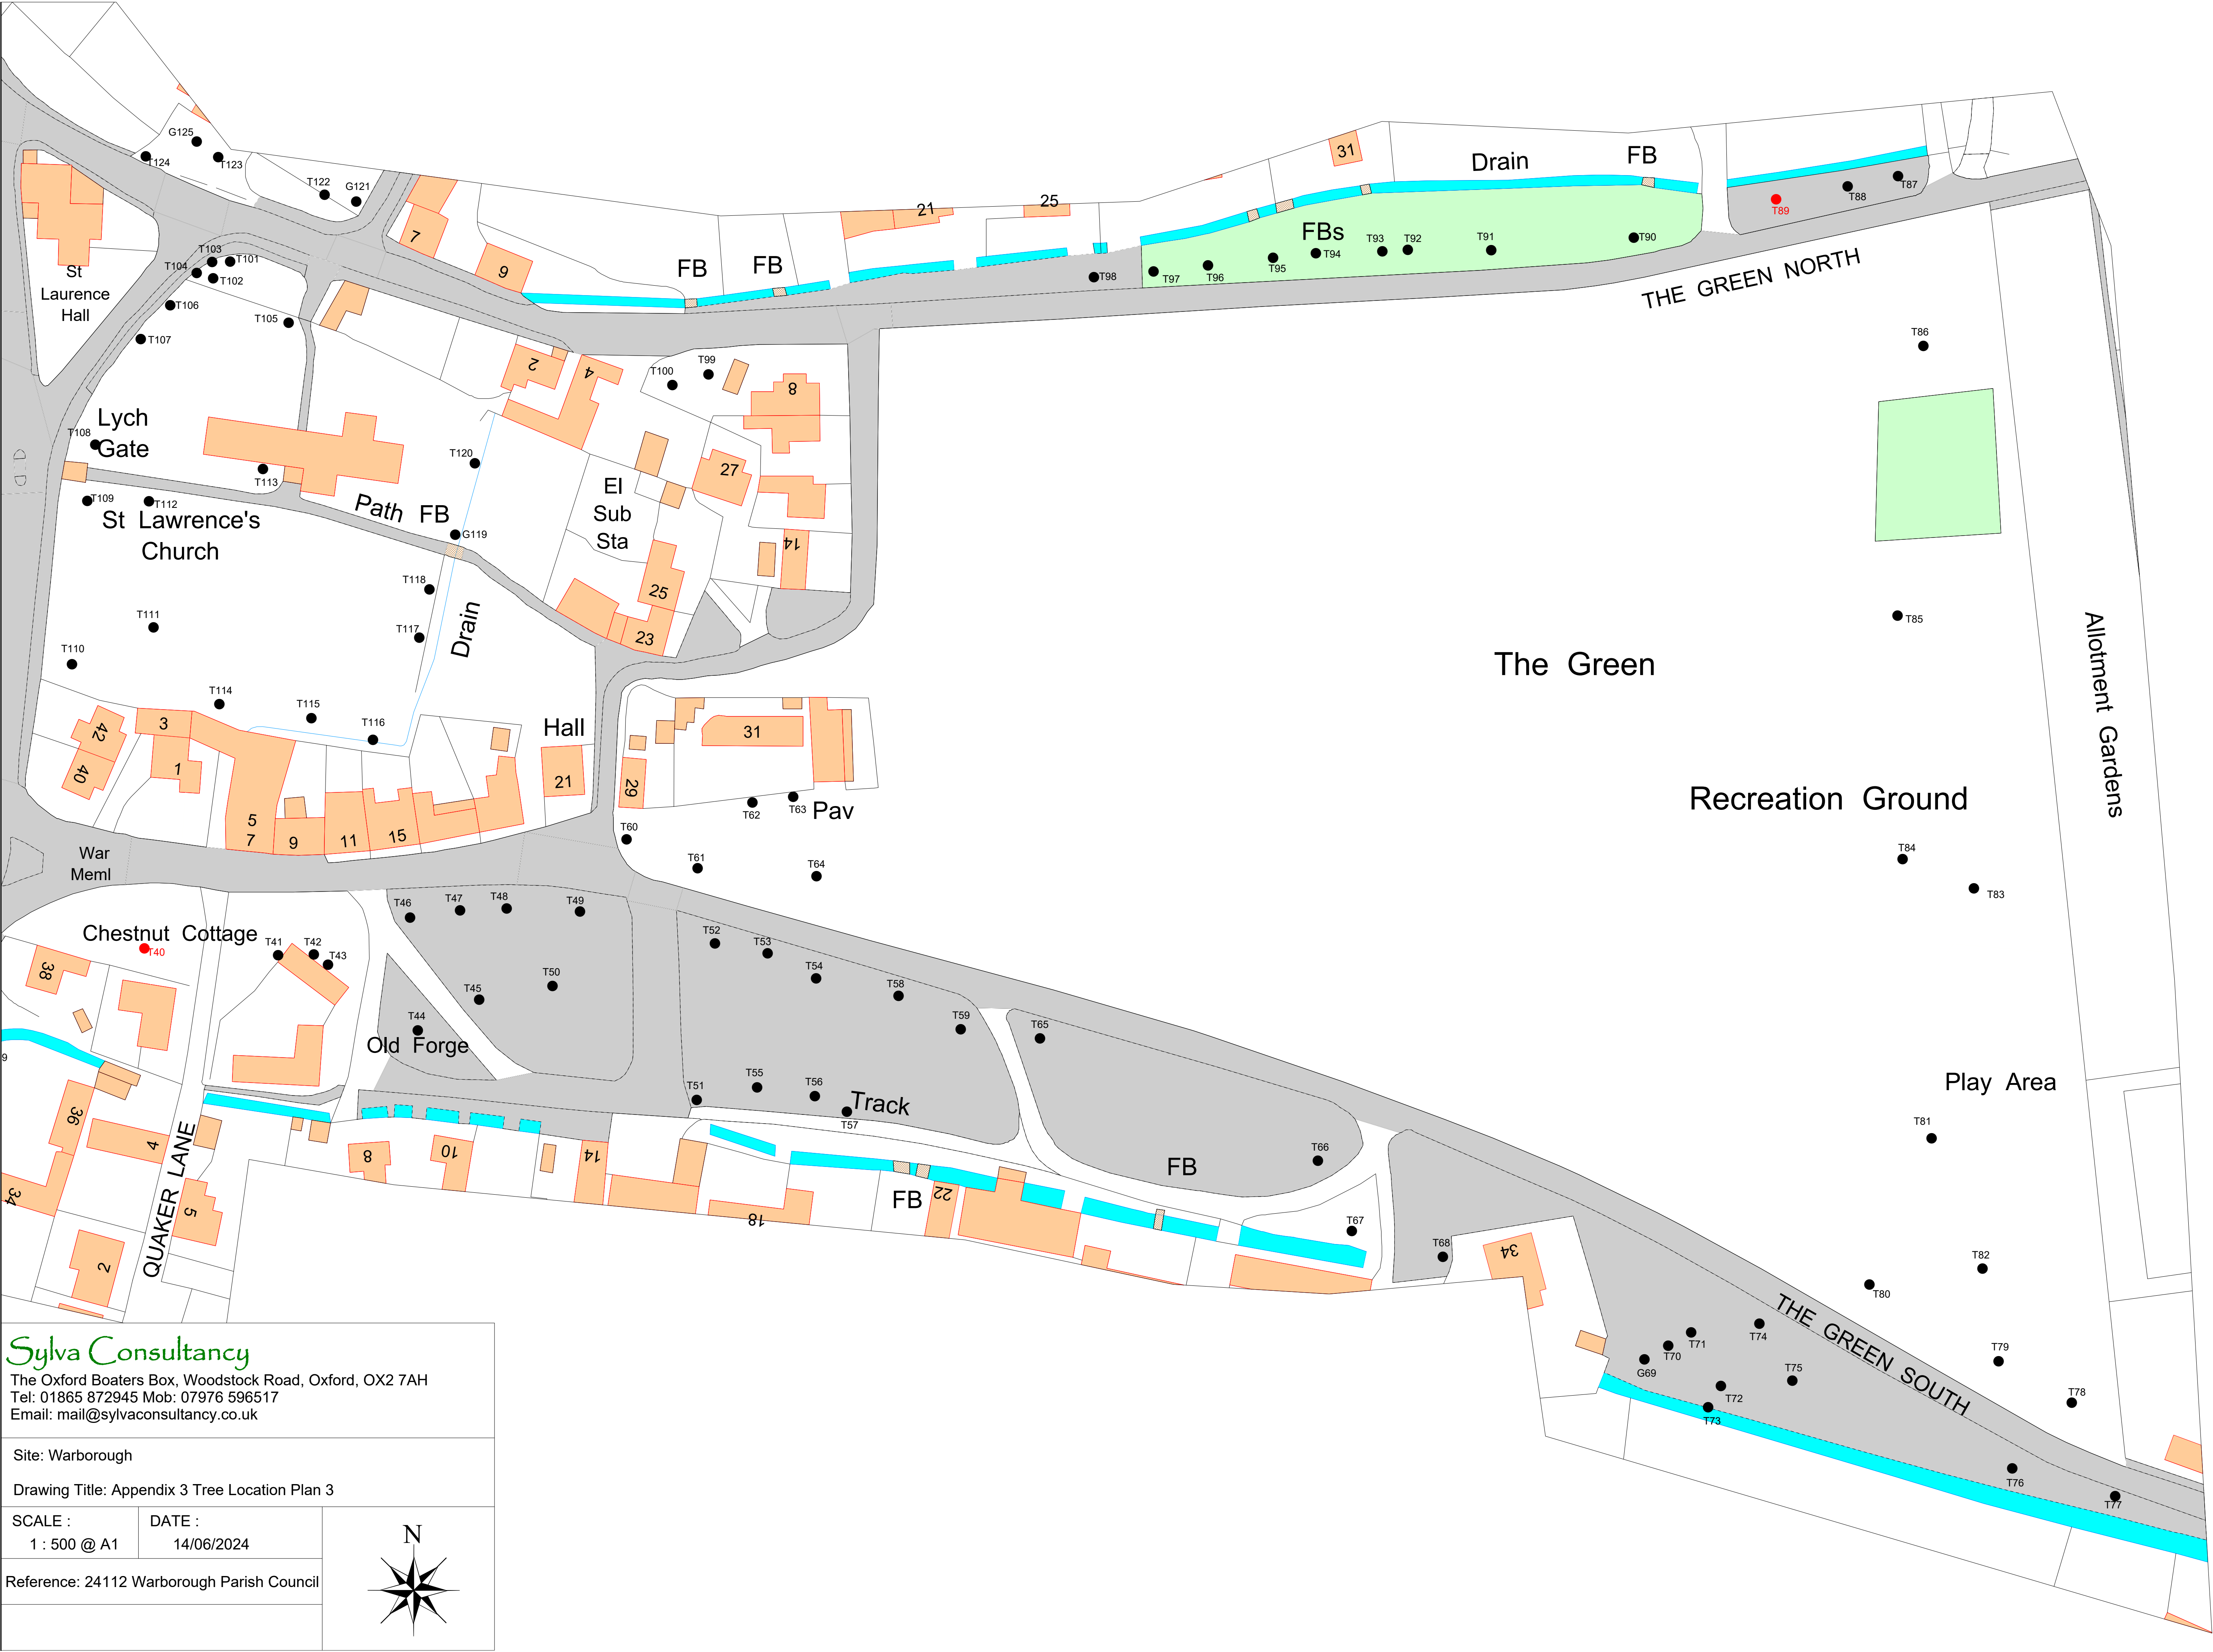 G125
T124
T123
T122
G121
31
Drain
FB
T87
T88
T89
7
9
21
25
FB
FB
FBs
T103
T101
T104
T102
T106
T105
T107
St
Laurence
Hall
T98
T97
T96
T95
T94
T93
T92
T91
T90
THE GREEN NORTH
T86
2
4
T100
T99
8
Lych
Gate
T108
T113
T120
27
El
Sub
Sta
T109
T112
St Lawrence's
Church
Path FB
G119
14
T118
25
T111
T117
Drain
23
T85
T110
The Green
Allotment Gardens
T114
T115
T116
42
3
40
1
Hall
21
31
29
T62
T63
Pav
5
7
9
11
15
T60
Recreation Ground
War
Meml
T61
T64
T84
T83
T46
T47
T48
T49
Chestnut Cottage
T40
T41
T42
T43
38
T52
T53
T54
T58
T59
T45
T50
T44
Old Forge
T65
9
Play Area
T51
T55
T56
Track
T57
T81
36
4
QUAKER LANE
8
10
14
FB
T66
34
5
18
FB
22
T67
T68
34
T82
T80
2
THE GREEN SOUTH
T74
T71
T70
G69
T75
T72
T73
T79
T78
T76
T77
Sylva Consultancy
The Oxford Boaters Box, Woodstock Road, Oxford, OX2 7AH
Tel: 01865 872945 Mob: 07976 596517
Email: mail@sylvaconsultancy.co.uk
Site: Warborough
Drawing Title: Appendix 3 Tree Location Plan 3
SCALE :
1 : 500 @ A1
DATE :
14/06/2024
N
Reference: 24112 Warborough Parish Council